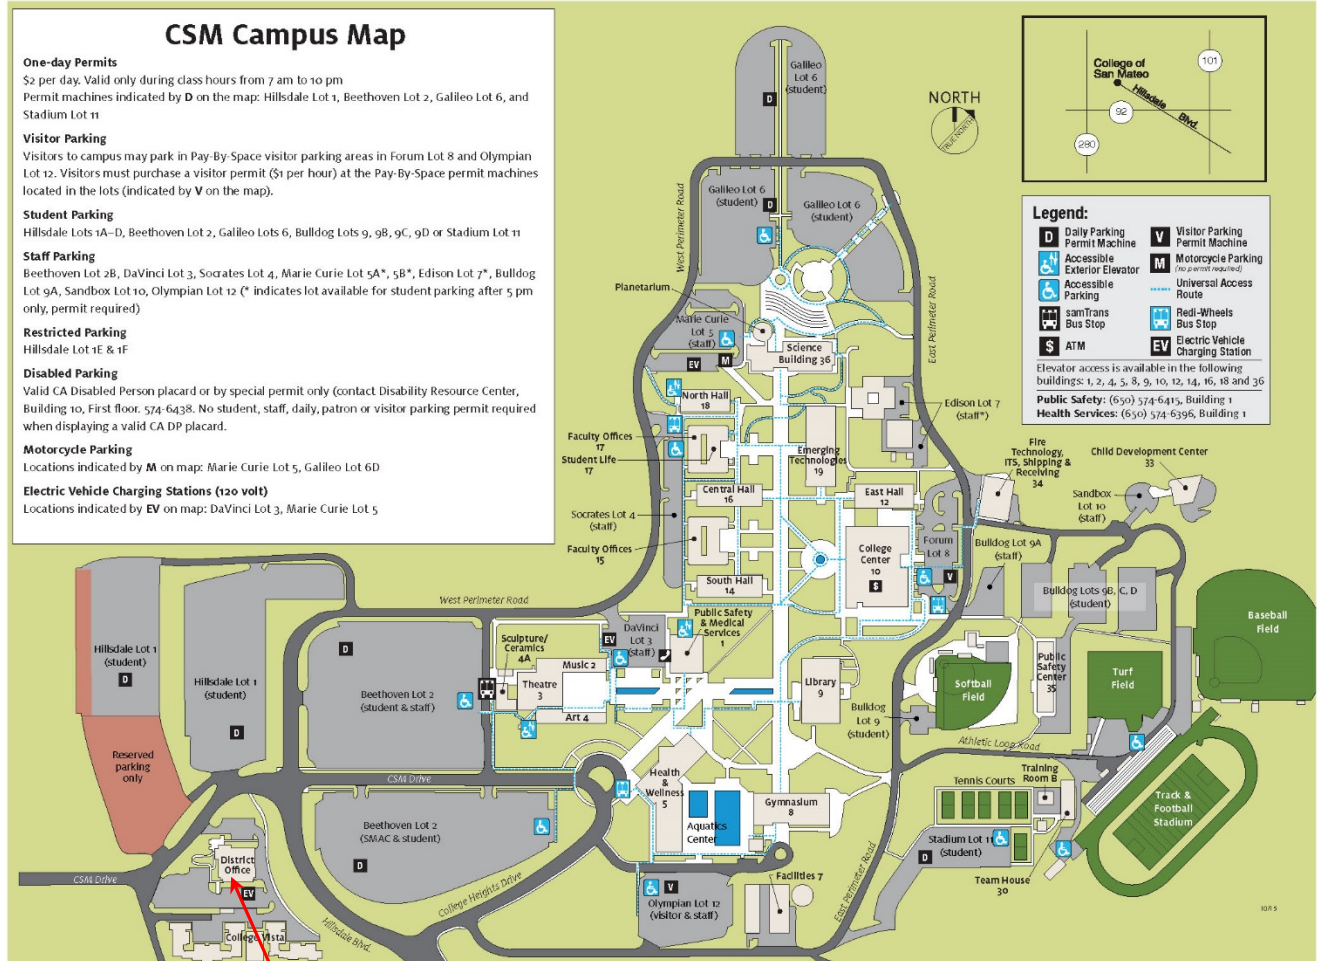 CSM Campus Map
One-day Permits
$2 per day. Valid only during class hours from 7 am to 10 pm
Permit machines indicated by D on the map: Hillsdale Lot 1, Beethoven Lot 2, Galileo Lot 6, and
Stadium Lot 11
Visitor Parking
Visitors to campus may park in Pay-By-Space visitor parking areas in Forum Lot 8 and Olympian
Lot 12. Visitors must purchase a visitor permit ($1 per hour) at the Pay-By-Space permit machines
located in the lots (indicated by V on the map).
Student Parking
Hillsdale Lots 1A–D, Beethoven Lot 2, Galileo Lots 6, Bulldog Lots 9, 9B, 9C, 9D or Stadium Lot 11
Staff Parking
Beethoven Lot 2B, DaVinci Lot 3, Socrates Lot 4, Marie Curie Lot 5A*, 5B*, Edison Lot 7*, Bulldog
Lot 9A, Sandbox Lot 10, Olympian Lot 12 (* indicates lot available for student parking after 5 pm
only, permit required)
Restricted Parking
Hillsdale Lot 1E & 1F
Disabled Parking
Valid CA Disabled Person placard or by special permit only (contact Disability Resource Center,
Building 10, First floor. 574-6438. No student, staff, daily, patron or visitor parking permit required
when displaying a valid CA DP placard.
Motorcycle Parking
Locations indicated by M on map: Marie Curie Lot 5, Galileo Lot 6D
Electric Vehicle Charging Stations (120 volt)
Locations indicated by EV on map: DaVinci Lot 3, Marie Curie Lot 5
NORTH
TRUE NORTH
College of
San Mateo
Hillsdale
Blvd.
101
92
280
Legend:
D Daily Parking
Permit Machine
V Visitor Parking
Permit Machine
Accessible
Exterior Elevator
M Motorcycle Parking
(no permit required)
Accessible
Parking
Universal Access
Route
samTrans
Bus Stop
Redi-Wheels
Bus Stop
$ ATM
EV Electric Vehicle
Charging Station
Elevator access is available in the following
buildings: 1, 2, 4, 5, 8, 9, 10, 12, 14, 16, 18 and 36
Public Safety: (650) 574-6415, Building 1
Health Services: (650) 574-6396, Building 1
Galileo
Lot 6
(student)
D
Galileo Lot 6
(student)
D
Galileo Lot 6
(student)
West Perimeter Road
East Perimeter Road
Planetarium
Marie Curie
Lot 5
(staff)
EV
M
Science
Building 36
North Hall
18
Edison Lot 7
(staff*)
Faculty Offices
17
Student Life
17
Emerging
Technologies
19
Fire
Technology,
ITS, Shipping &
Receiving
34
Child Development Center
33
Sandbox
Lot 10
(staff)
Central Hall
16
East Hall
12
Socrates Lot 4
(staff)
Faculty Offices
15
College
Center
10
$
Forum
Lot 8
V
Bulldog Lot 9A
(staff)
Bulldog Lots 9B, C, D
(student)
South Hall
14
West Perimeter Road
Public Safety
& Medical
Services
1
DaVinci
Lot 3
(staff)
EV
Baseball
Field
Sculpture/
Ceramics
4A
Music 2
Theatre
3
Art 4
Library
9
Softball
Field
Public
Safety
Center
35
Turf
Field
Bulldog
Lot 9
(student)
Athletic Loop Road
Hillsdale Lot 1
(student)
D
Hillsdale Lot 1
(student)
D
Beethoven Lot 2
(student & staff)
D
Reserved
parking
only
CSM Drive
Health
&
Wellness
5
Aquatics
Center
Gymnasium
8
Tennis Courts
Training
Room B
Track &
Football
Stadium
Beethoven Lot 2
(SMAC & student)
D
Stadium Lot 11
(student)
D
Team House
30
District
Office
EV
CSM Drive
College Heights Drive
Olympian Lot 12
(visitor & staff)
V
Facilities 7
East Perimeter Road
College Vista
Hillsdale Blvd.
10/15